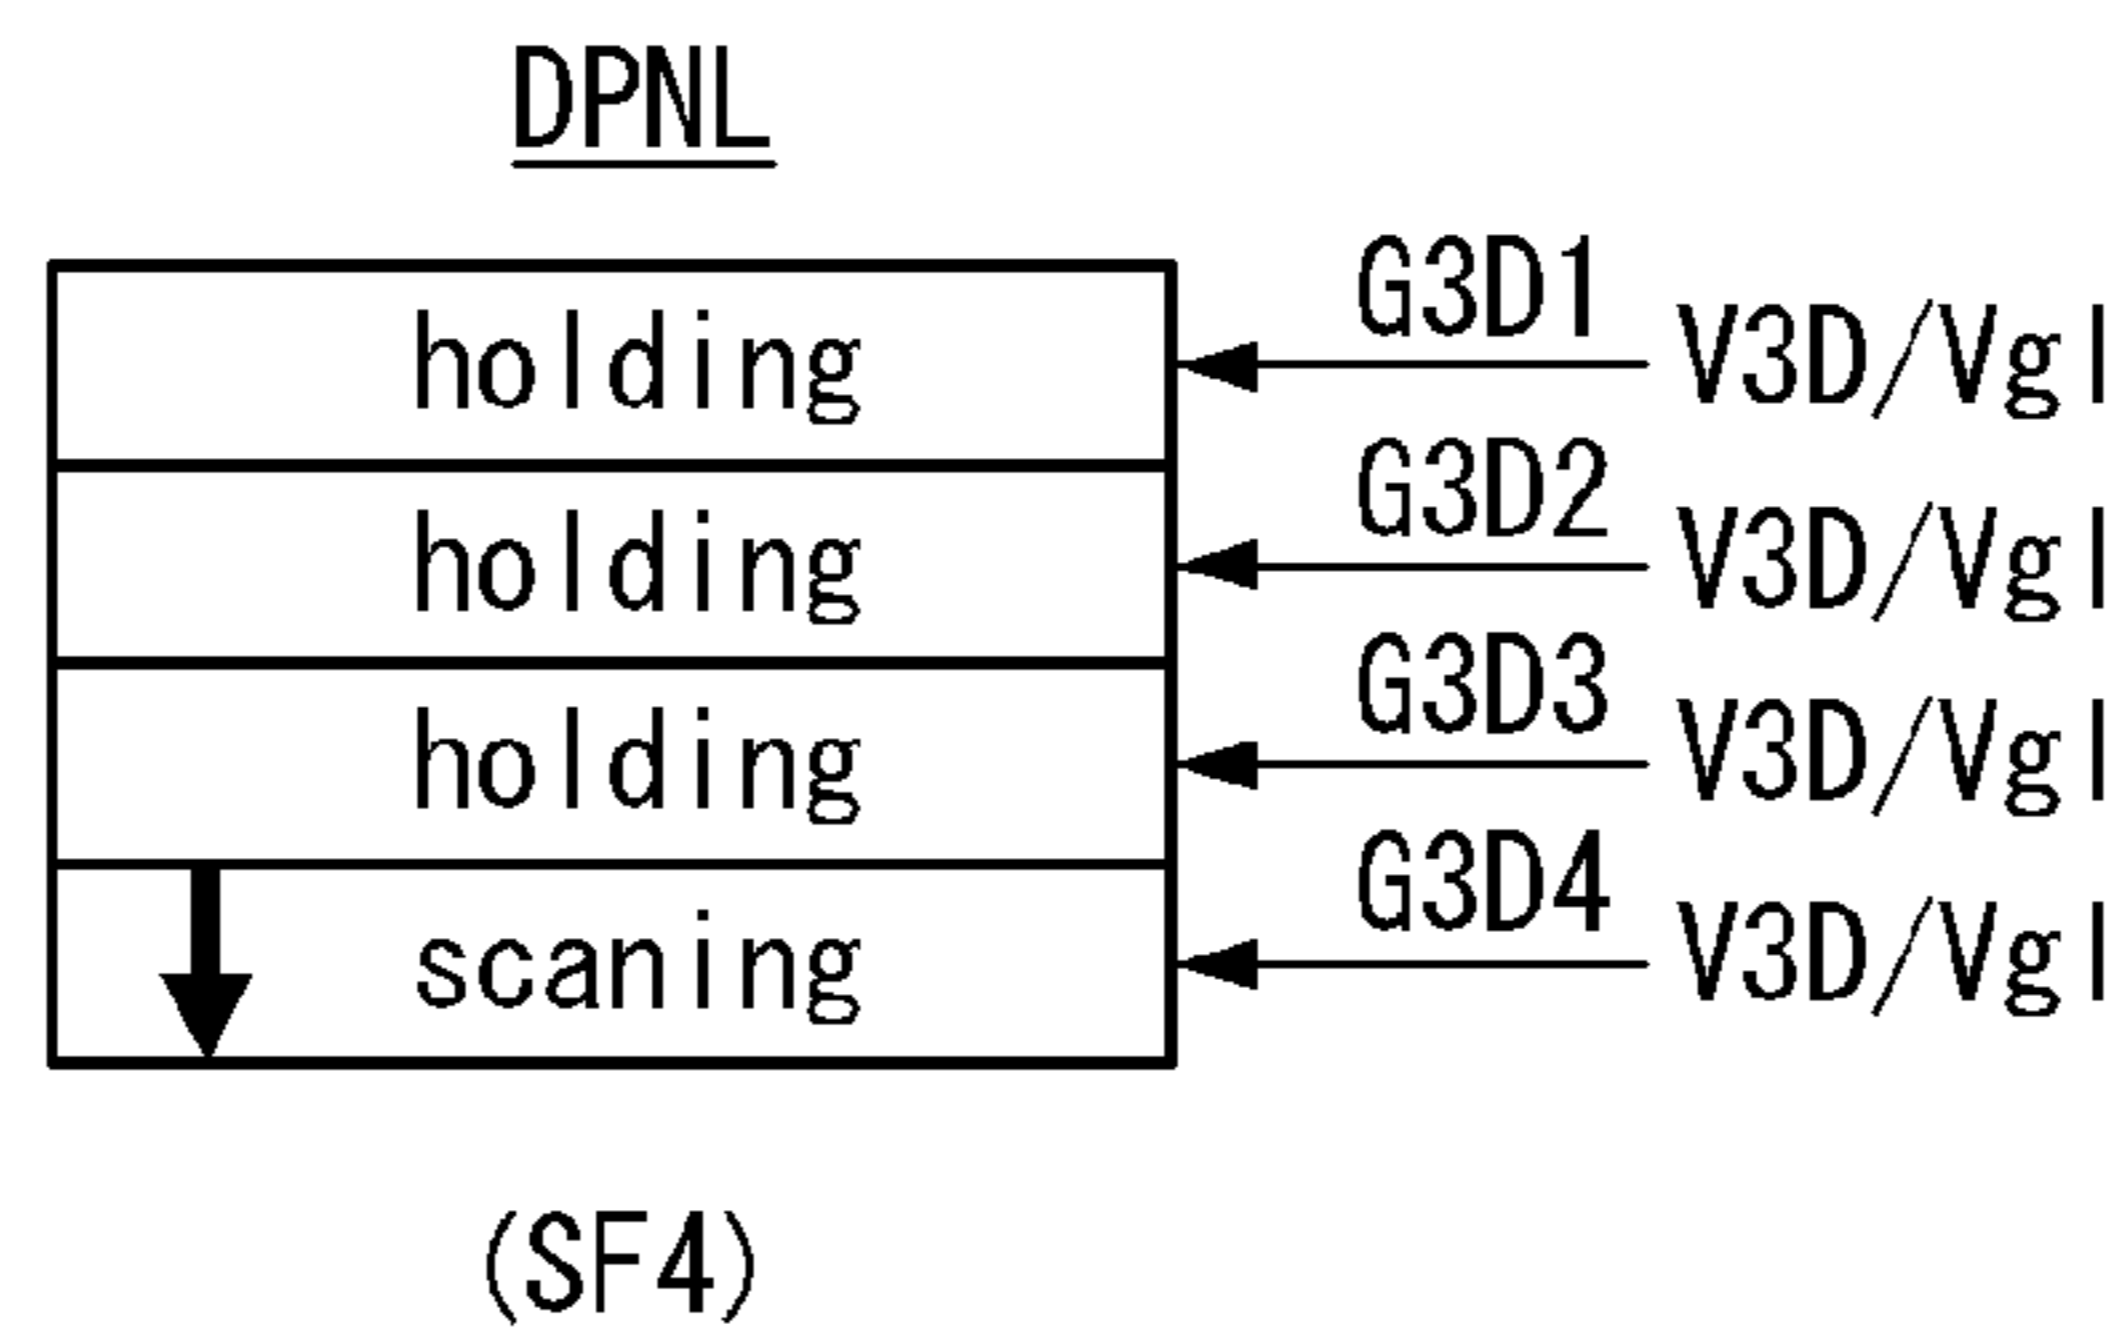 DPNL
holding
G3D1
V3D/Vgl
holding
G3D2
V3D/Vgl
holding
G3D3
V3D/Vgl
scaning
G3D4
V3D/Vgl
(SF4)